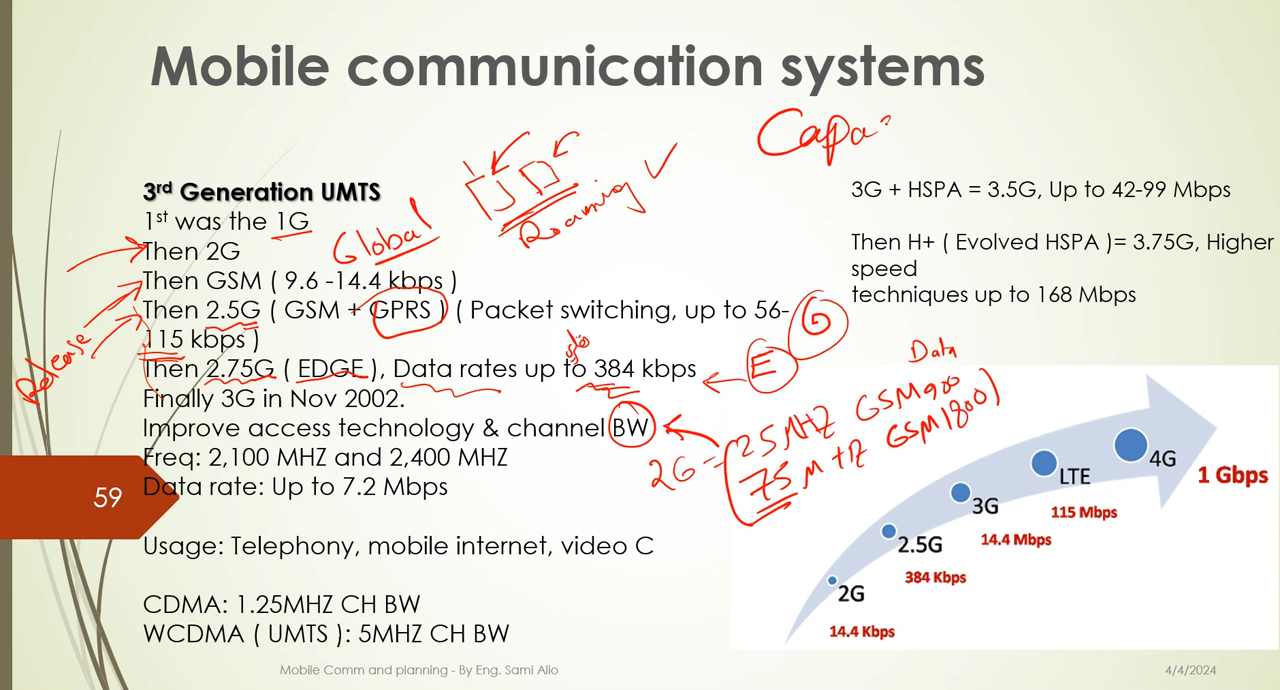 Mobile communication systems
Capa
3rd Generation UMTS
1st was the 1G
Global
Roaming
Then 2G
Then GSM ( 9.6 -14.4 kbps )
Then 2.5G ( GSM + GPRS ) ( Packet switching, up to 56-
115 kbps )
Release
G
E
Then 2.75G ( EDGE ), Data rates up to 384 kbps
Finally 3G in Nov 2002.
Improve access technology & channel BW
Freq: 2,100 MHZ and 2,400 MHZ
Data rate: Up to 7.2 Mbps
Data
2G = 25 MHZ GSM900
75 MHZ GSM1800
59
Usage: Telephony, mobile internet, video C
CDMA: 1.25MHZ CH BW
WCDMA ( UMTS ): 5MHZ CH BW
3G + HSPA = 3.5G, Up to 42-99 Mbps
Then H+ ( Evolved HSPA )= 3.75G, Higher
speed
techniques up to 168 Mbps
4G
1 Gbps
LTE
115 Mbps
3G
14.4 Mbps
2.5G
384 Kbps
2G
14.4 Kbps
Mobile Comm and planning - By Eng. Sami Alio
4/4/2024